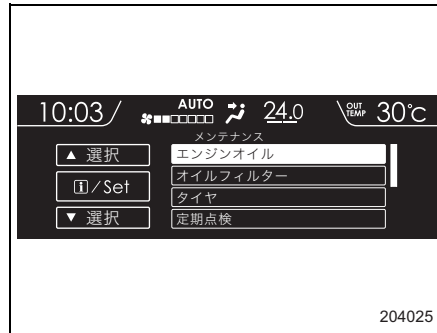 10:03 AUTO 24.0 OUT TEMP 30℃
メンテナンス
▲ 選択
i/Set
▼ 選択
エンジンオイル
オイルフィルター
タイヤ
定期点検
204025